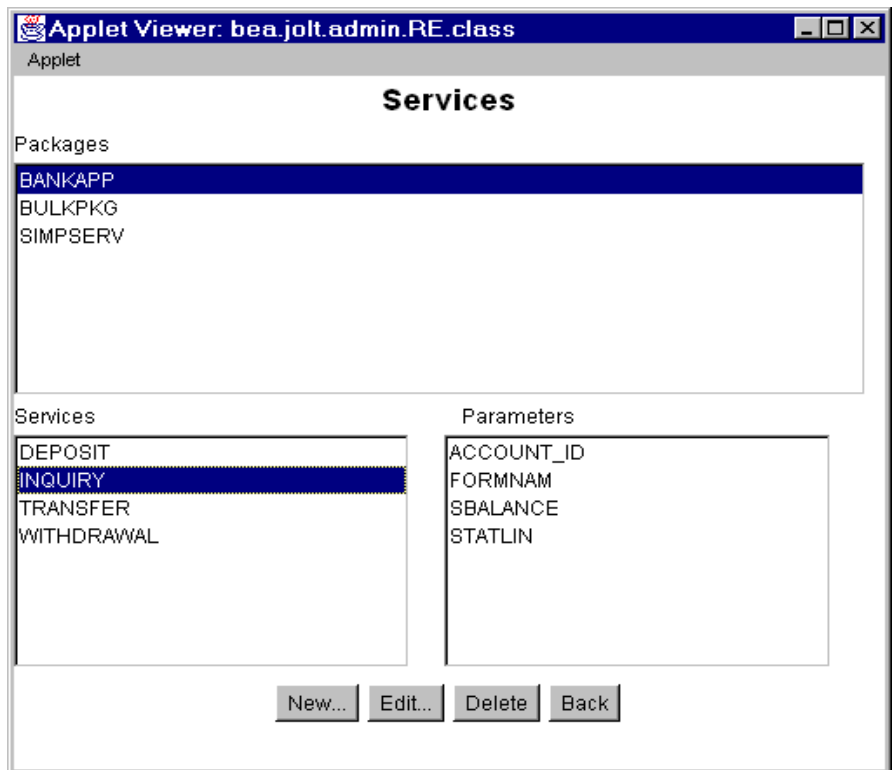 Applet Viewer: bea.jolt.admin.RE.class
Applet
Services
Packages
BANKAPP
BULKPKG
SIMPSERV
Services
DEPOSIT
INQUIRY
TRANSFER
WITHDRAWAL
Parameters
ACCOUNT_ID
FORMNAM
SBALANCE
STATLIN
New... Edit... Delete Back